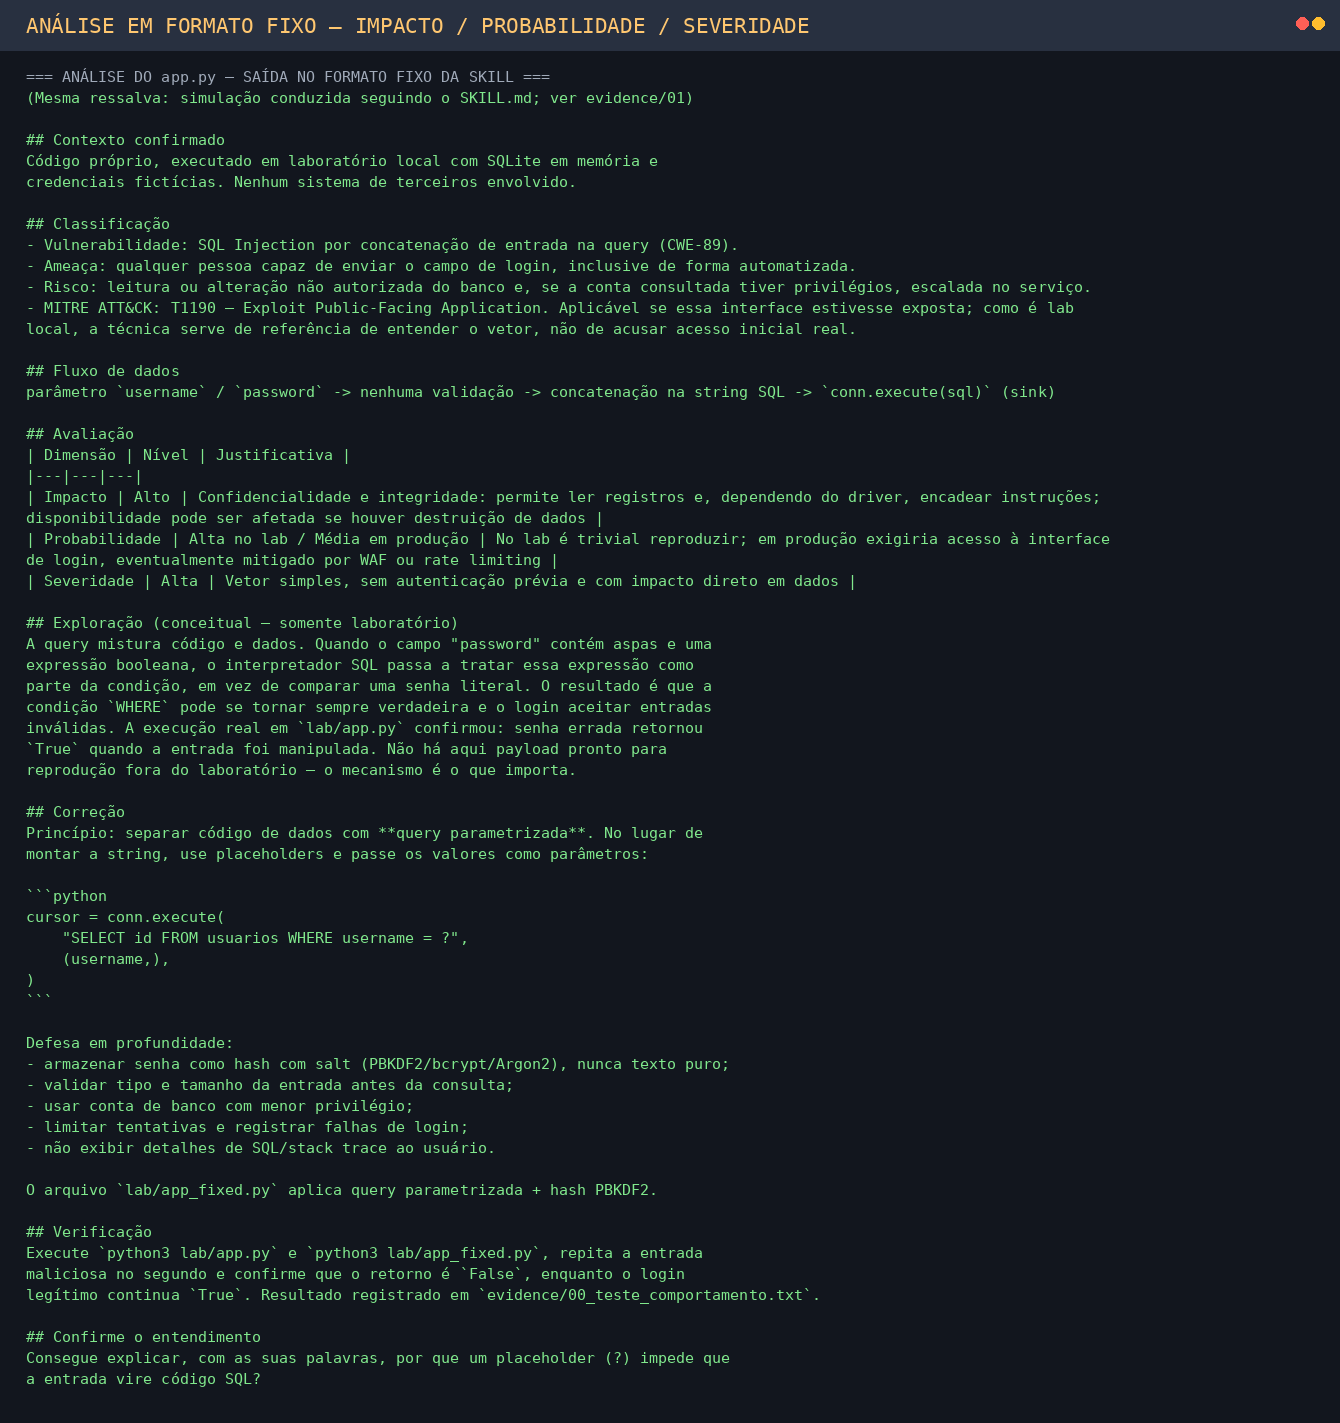 ANÁLISE EM FORMATO FIXO — IMPACTO / PROBABILIDADE / SEVERIDADE
=== ANÁLISE DO app.py — SAÍDA NO FORMATO FIXO DA SKILL ===
(Mesma ressalva: simulação conduzida seguindo o SKILL.md; ver evidence/01)
## Contexto confirmado
Código próprio, executado em laboratório local com SQLite em memória e
credenciais fictícias. Nenhum sistema de terceiros envolvido.
## Classificação
- Vulnerabilidade: SQL Injection por concatenação de entrada na query (CWE-89).
- Ameaça: qualquer pessoa capaz de enviar o campo de login, inclusive de forma automatizada.
- Risco: leitura ou alteração não autorizada do banco e, se a conta consultada tiver privilégios, escalada no serviço.
- MITRE ATT&CK: T1190 — Exploit Public-Facing Application. Aplicável se essa interface estivesse exposta; como é lab
local, a técnica serve de referência de entender o vetor, não de acusar acesso inicial real.
## Fluxo de dados
parâmetro `username` / `password` -> nenhuma validação -> concatenação na string SQL -> `conn.execute(sql)` (sink)
## Avaliação
| Dimensão | Nível | Justificativa |
|---|---|---|
| Impacto | Alto | Confidencialidade e integridade: permite ler registros e, dependendo do driver, encadear instruções;
disponibilidade pode ser afetada se houver destruição de dados |
| Probabilidade | Alta no lab / Média em produção | No lab é trivial reproduzir; em produção exigiria acesso à interface
de login, eventualmente mitigado por WAF ou rate limiting |
| Severidade | Alta | Vetor simples, sem autenticação prévia e com impacto direto em dados |
## Exploração (conceitual — somente laboratório)
A query mistura código e dados. Quando o campo "password" contém aspas e uma
expressão booleana, o interpretador SQL passa a tratar essa expressão como
parte da condição, em vez de comparar uma senha literal. O resultado é que a
condição `WHERE` pode se tornar sempre verdadeira e o login aceitar entradas
inválidas. A execução real em `lab/app.py` confirmou: senha errada retornou
`True` quando a entrada foi manipulada. Não há aqui payload pronto para
reprodução fora do laboratório — o mecanismo é o que importa.
## Correção
Princípio: separar código de dados com **query parametrizada**. No lugar de
montar a string, use placeholders e passe os valores como parâmetros:
```python
cursor = conn.execute(
    "SELECT id FROM usuarios WHERE username = ?",
    (username,),
)
```
Defesa em profundidade:
- armazenar senha como hash com salt (PBKDF2/bcrypt/Argon2), nunca texto puro;
- validar tipo e tamanho da entrada antes da consulta;
- usar conta de banco com menor privilégio;
- limitar tentativas e registrar falhas de login;
- não exibir detalhes de SQL/stack trace ao usuário.
O arquivo `lab/app_fixed.py` aplica query parametrizada + hash PBKDF2.
## Verificação
Execute `python3 lab/app.py` e `python3 lab/app_fixed.py`, repita a entrada
maliciosa no segundo e confirme que o retorno é `False`, enquanto o login
legítimo continua `True`. Resultado registrado em `evidence/00_teste_comportamento.txt`.
## Confirme o entendimento
Consegue explicar, com as suas palavras, por que um placeholder (?) impede que
a entrada vire código SQL?